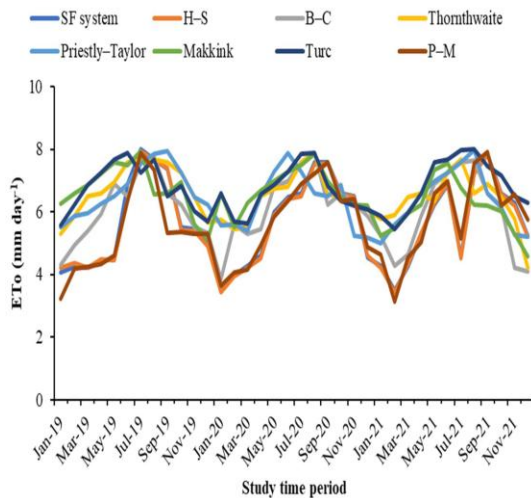 SF system H–S B–C Thornthwaite
Priestly–Taylor Makkink Turc P–M
10
8
6
4
2
0
ETo (mm day⁻¹)
Jan-19 Mar-19 May-19 Jul-19 Sep-19 Nov-19 Jan-20 Mar-20 May-20 Jul-20 Sep-20 Nov-20 Jan-21 Mar-21 May-21 Jul-21 Sep-21 Nov-21
Study time period